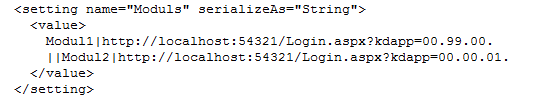 <setting name="Moduls" serializeAs="String">
<value>
Modul1|http://localhost:54321/Login.aspx?kdapp=00.99.00.
||Modul2|http://localhost:54321/Login.aspx?kdapp=00.00.01.
</value>
</setting>